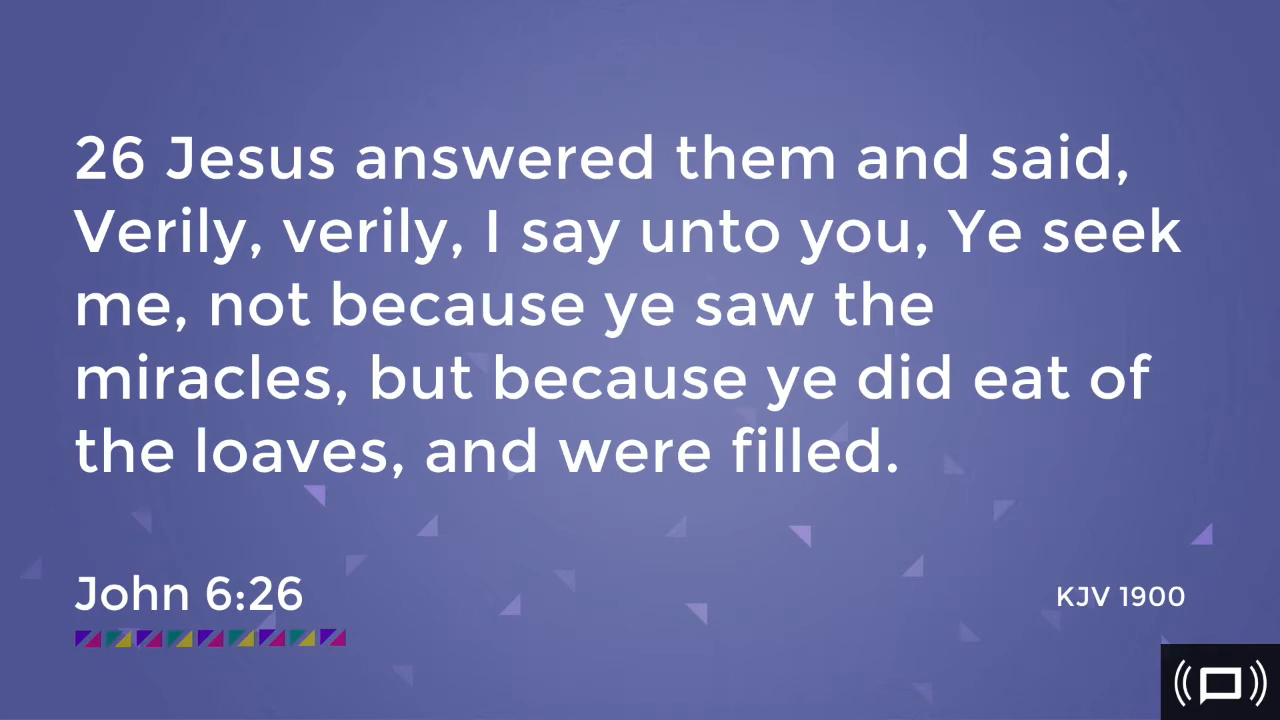 26 Jesus answered them and said,
Verily, verily, I say unto you, Ye seek
me, not because ye saw the
miracles, but because ye did eat of
the loaves, and were filled.
John 6:26
KJV 1900